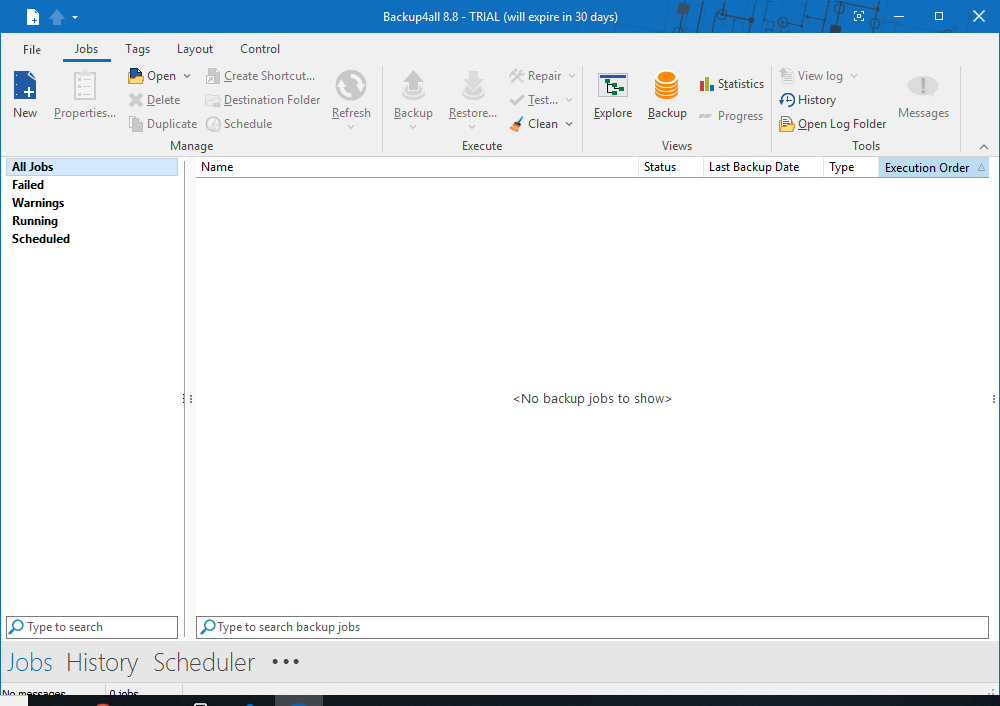 Backup4all 8.8 - TRIAL (will expire in 30 days)
File Jobs Tags Layout Control
New
Properties...
Open
Delete
Duplicate
Create Shortcut...
Destination Folder
Schedule
Refresh
Manage
Backup
Restore...
Repair
Test...
Clean
Execute
Explore
Backup
Statistics
Progress
Views
View log
History
Open Log Folder
Messages
Tools
All Jobs
Failed
Warnings
Running
Scheduled
Name Status Last Backup Date Type Execution Order
<No backup jobs to show>
Type to search
Type to search backup jobs
Jobs History Scheduler •••
No messages 0 jobs